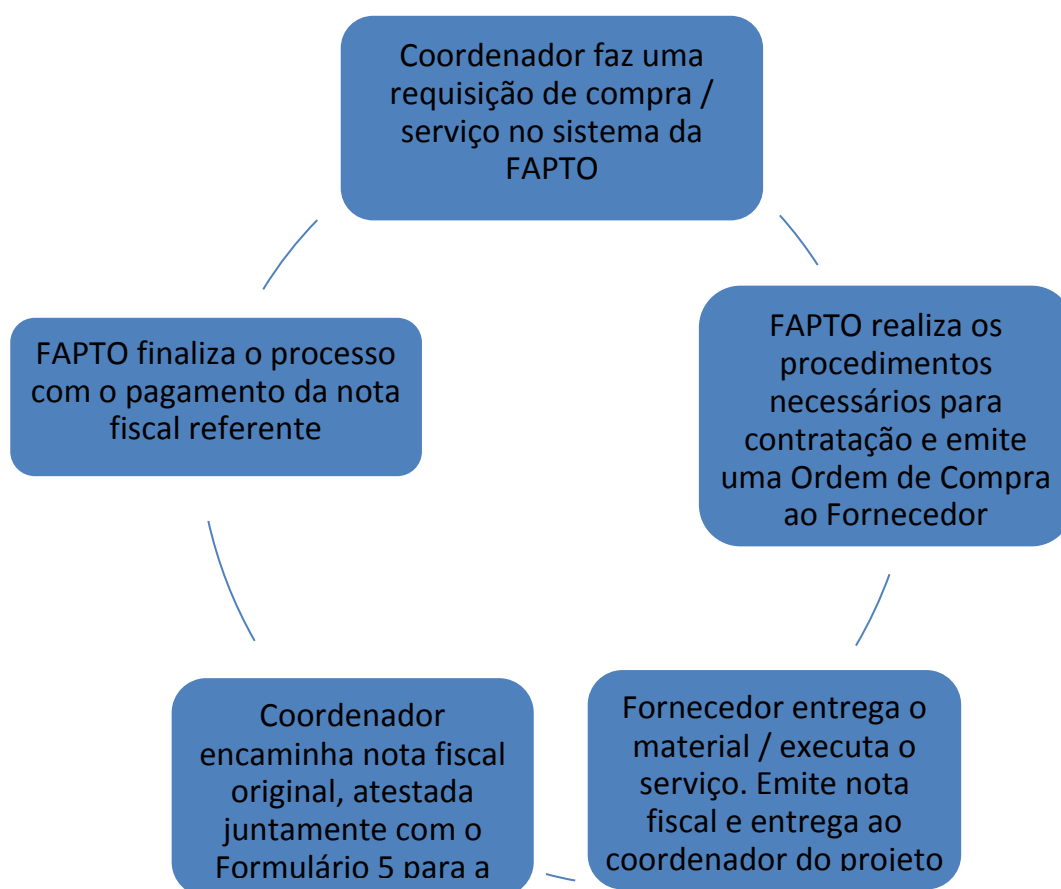 Coordenador faz uma
requisição de compra /
serviço no sistema da
FAPTO
FAPTO realiza os
procedimentos
necessários para
contratação e emite
uma Ordem de Compra
ao Fornecedor
Fornecedor entrega o
material / executa o
serviço. Emite nota
fiscal e entrega ao
coordenador do projeto
Coordenador
encaminha nota fiscal
original, atestada
juntamente com o
Formulário 5 para a
FAPTO finaliza o processo
com o pagamento da nota
fiscal referente